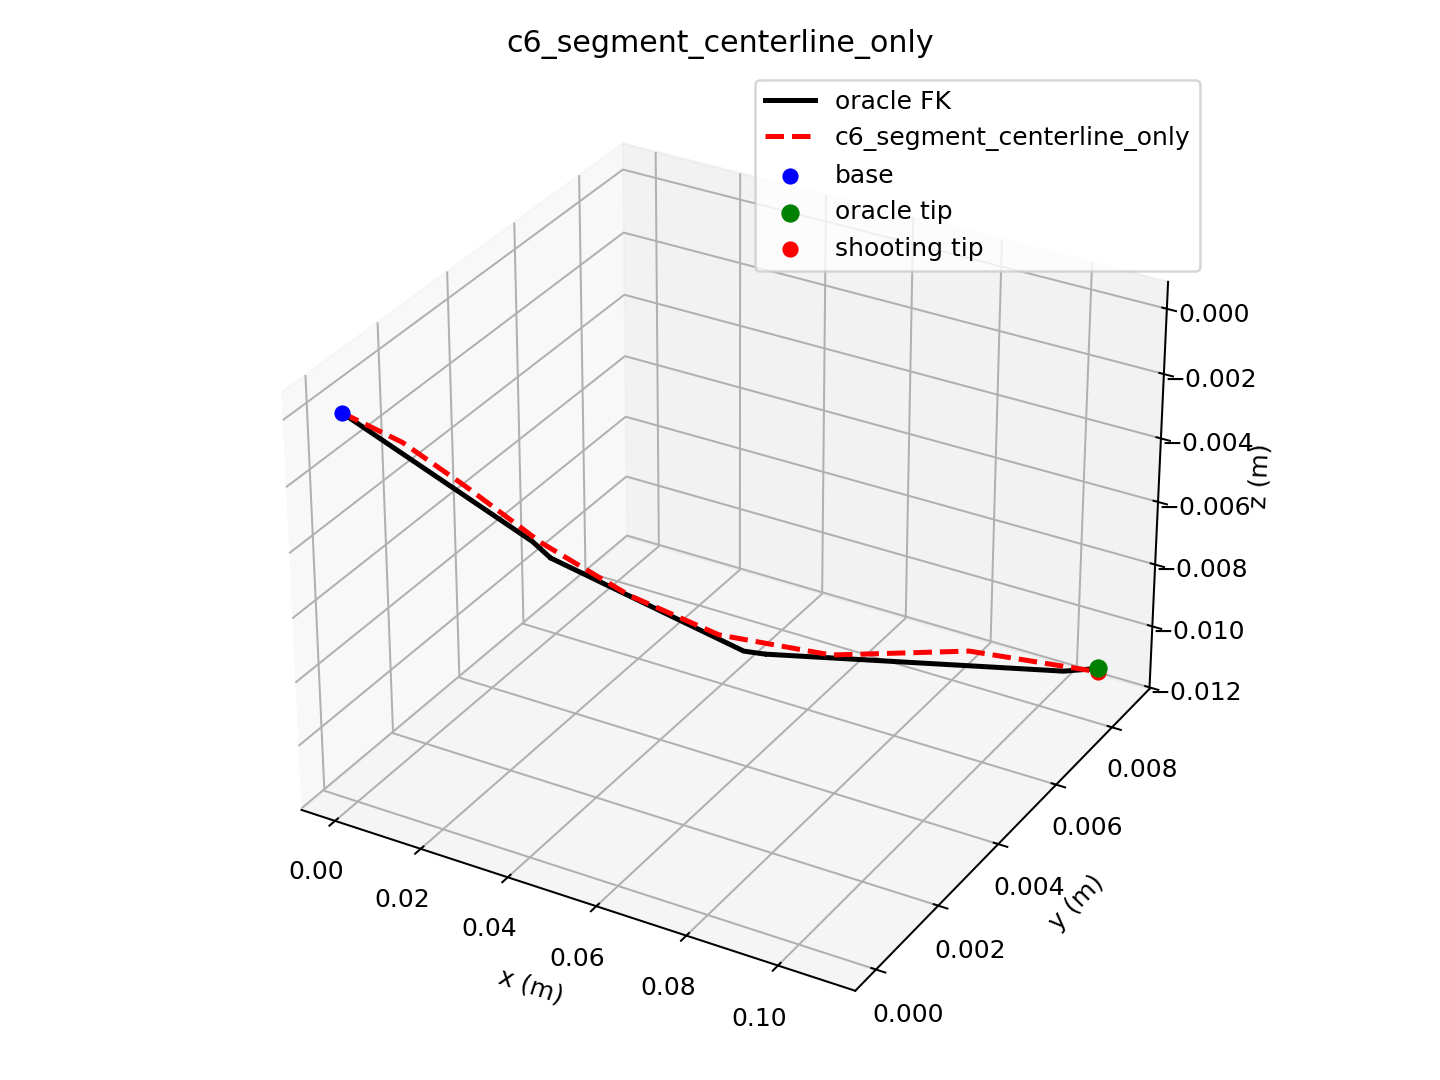 c6_segment_centerline_only
oracle FK
c6_segment_centerline_only
base
oracle tip
shooting tip
0.000
−0.002
−0.004
−0.006
−0.008
−0.010
−0.012
z (m)
0.008
0.006
0.004
0.002
0.000
y (m)
0.00
0.02
0.04
0.06
0.08
0.10
x (m)